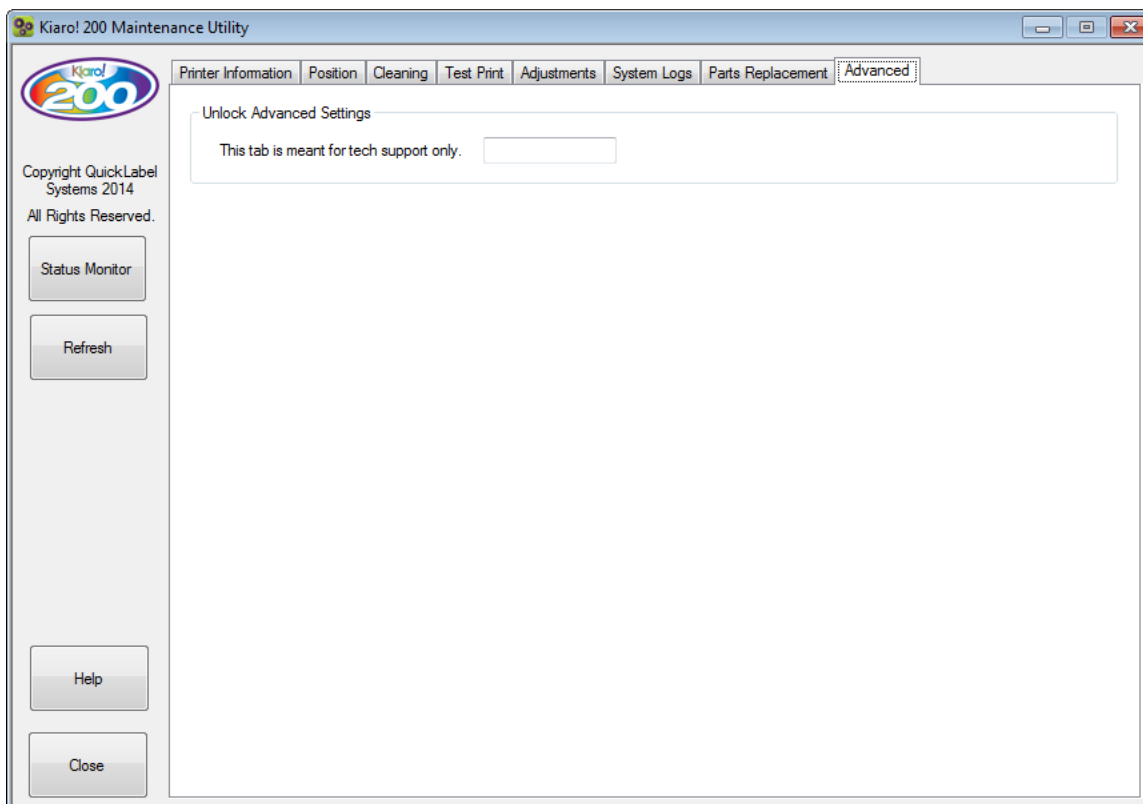 Kiaro! 200 Maintenance Utility
Kiaro!
200
Printer Information Position Cleaning Test Print Adjustments System Logs Parts Replacement Advanced
Unlock Advanced Settings
This tab is meant for tech support only.
Copyright QuickLabel
Systems 2014
All Rights Reserved.
Status Monitor
Refresh
Help
Close